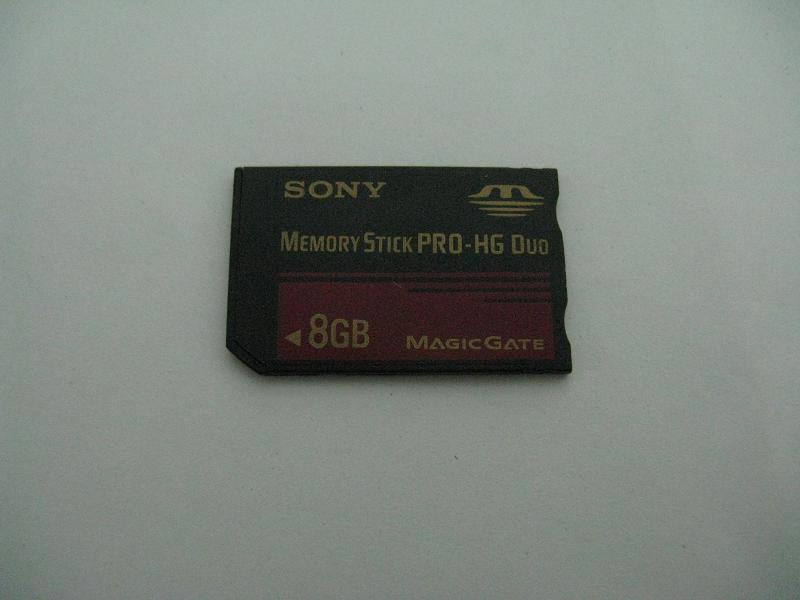 SONY
MEMORY STICK PRO-HG DUO
8GB
MAGICGATE